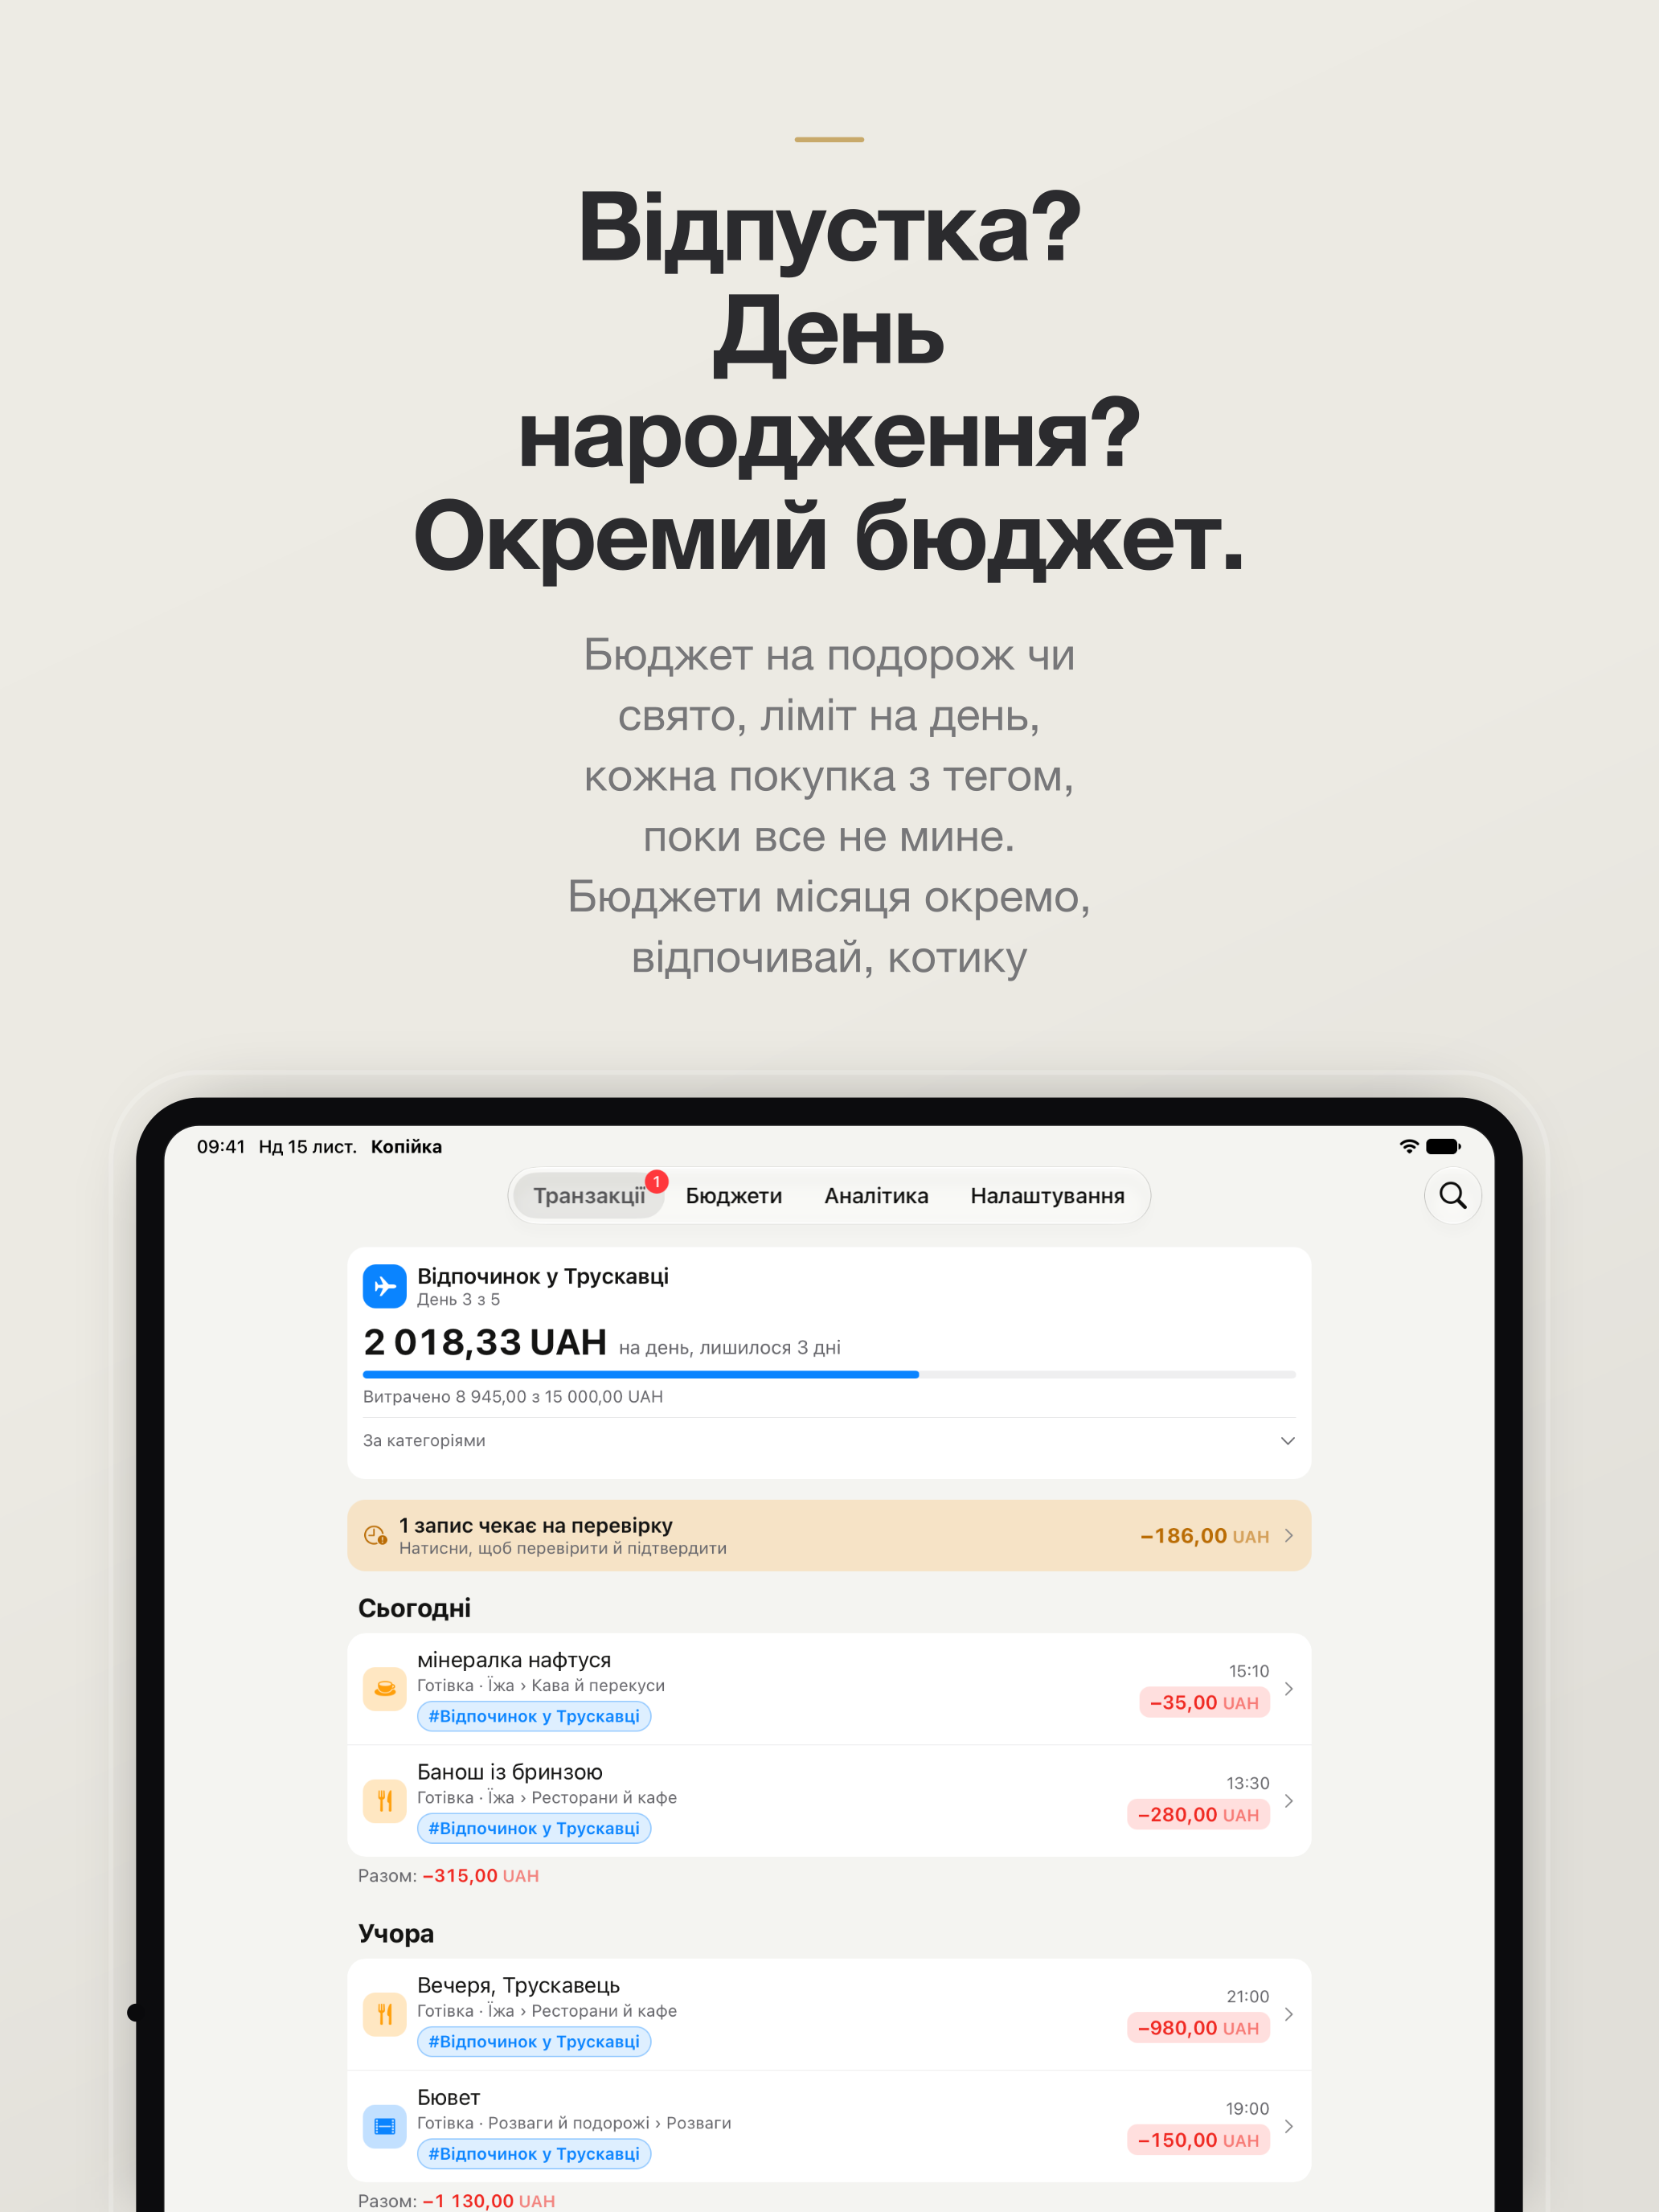 Відпустка?
День
народження?
Окремий бюджет.
Бюджет на подорож чи
свято, ліміт на день,
кожна покупка з тегом,
поки все не мине.
Бюджети місяця окремо,
відпочивай, котику
09:41 Нд 15 лист. Копійка
Транзакції 1 Бюджети Аналітика Налаштування
Відпочинок у Трускавці
День 3 з 5
2 018,33 UAH на день, лишилося 3 дні
Витрачено 8 945,00 з 15 000,00 UAH
За категоріями
1 запис чекає на перевірку
Натисни, щоб перевірити й підтвердити
−186,00 UAH
Сьогодні
мінералка нафтуся
Готівка · Їжа › Кава й перекуси
#Відпочинок у Трускавці
15:10
−35,00 UAH
Банош із бринзою
Готівка · Їжа › Ресторани й кафе
#Відпочинок у Трускавці
13:30
−280,00 UAH
Разом: −315,00 UAH
Учора
Вечеря, Трускавець
Готівка · Їжа › Ресторани й кафе
#Відпочинок у Трускавці
21:00
−980,00 UAH
Бювет
Готівка · Розваги й подорожі › Розваги
#Відпочинок у Трускавці
19:00
−150,00 UAH
Разом: −1 130,00 UAH